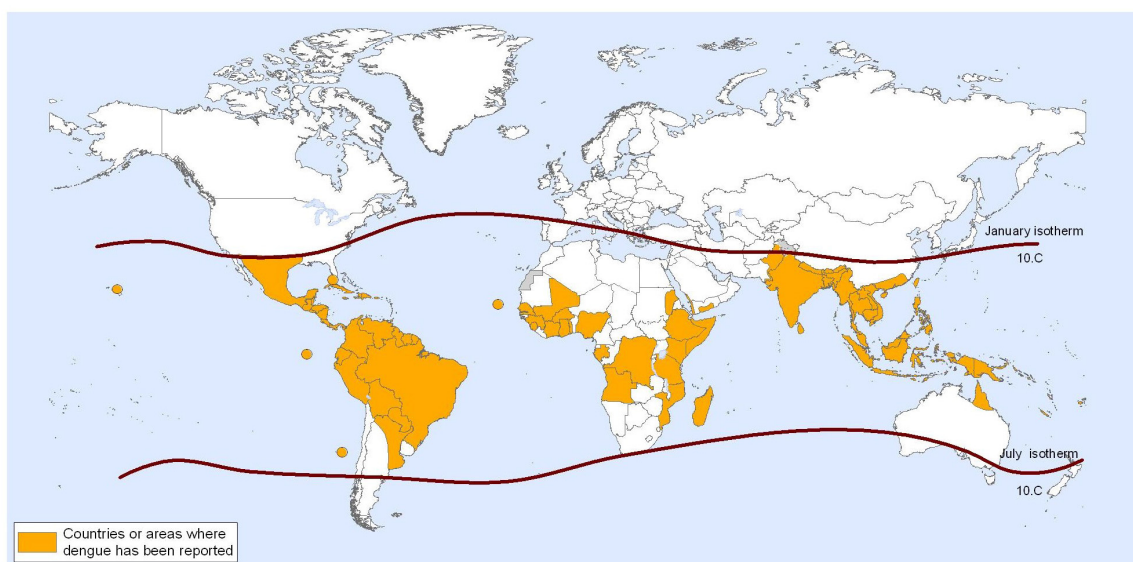 January isotherm
10.C
July isotherm
10.C
Countries or areas where
dengue has been reported